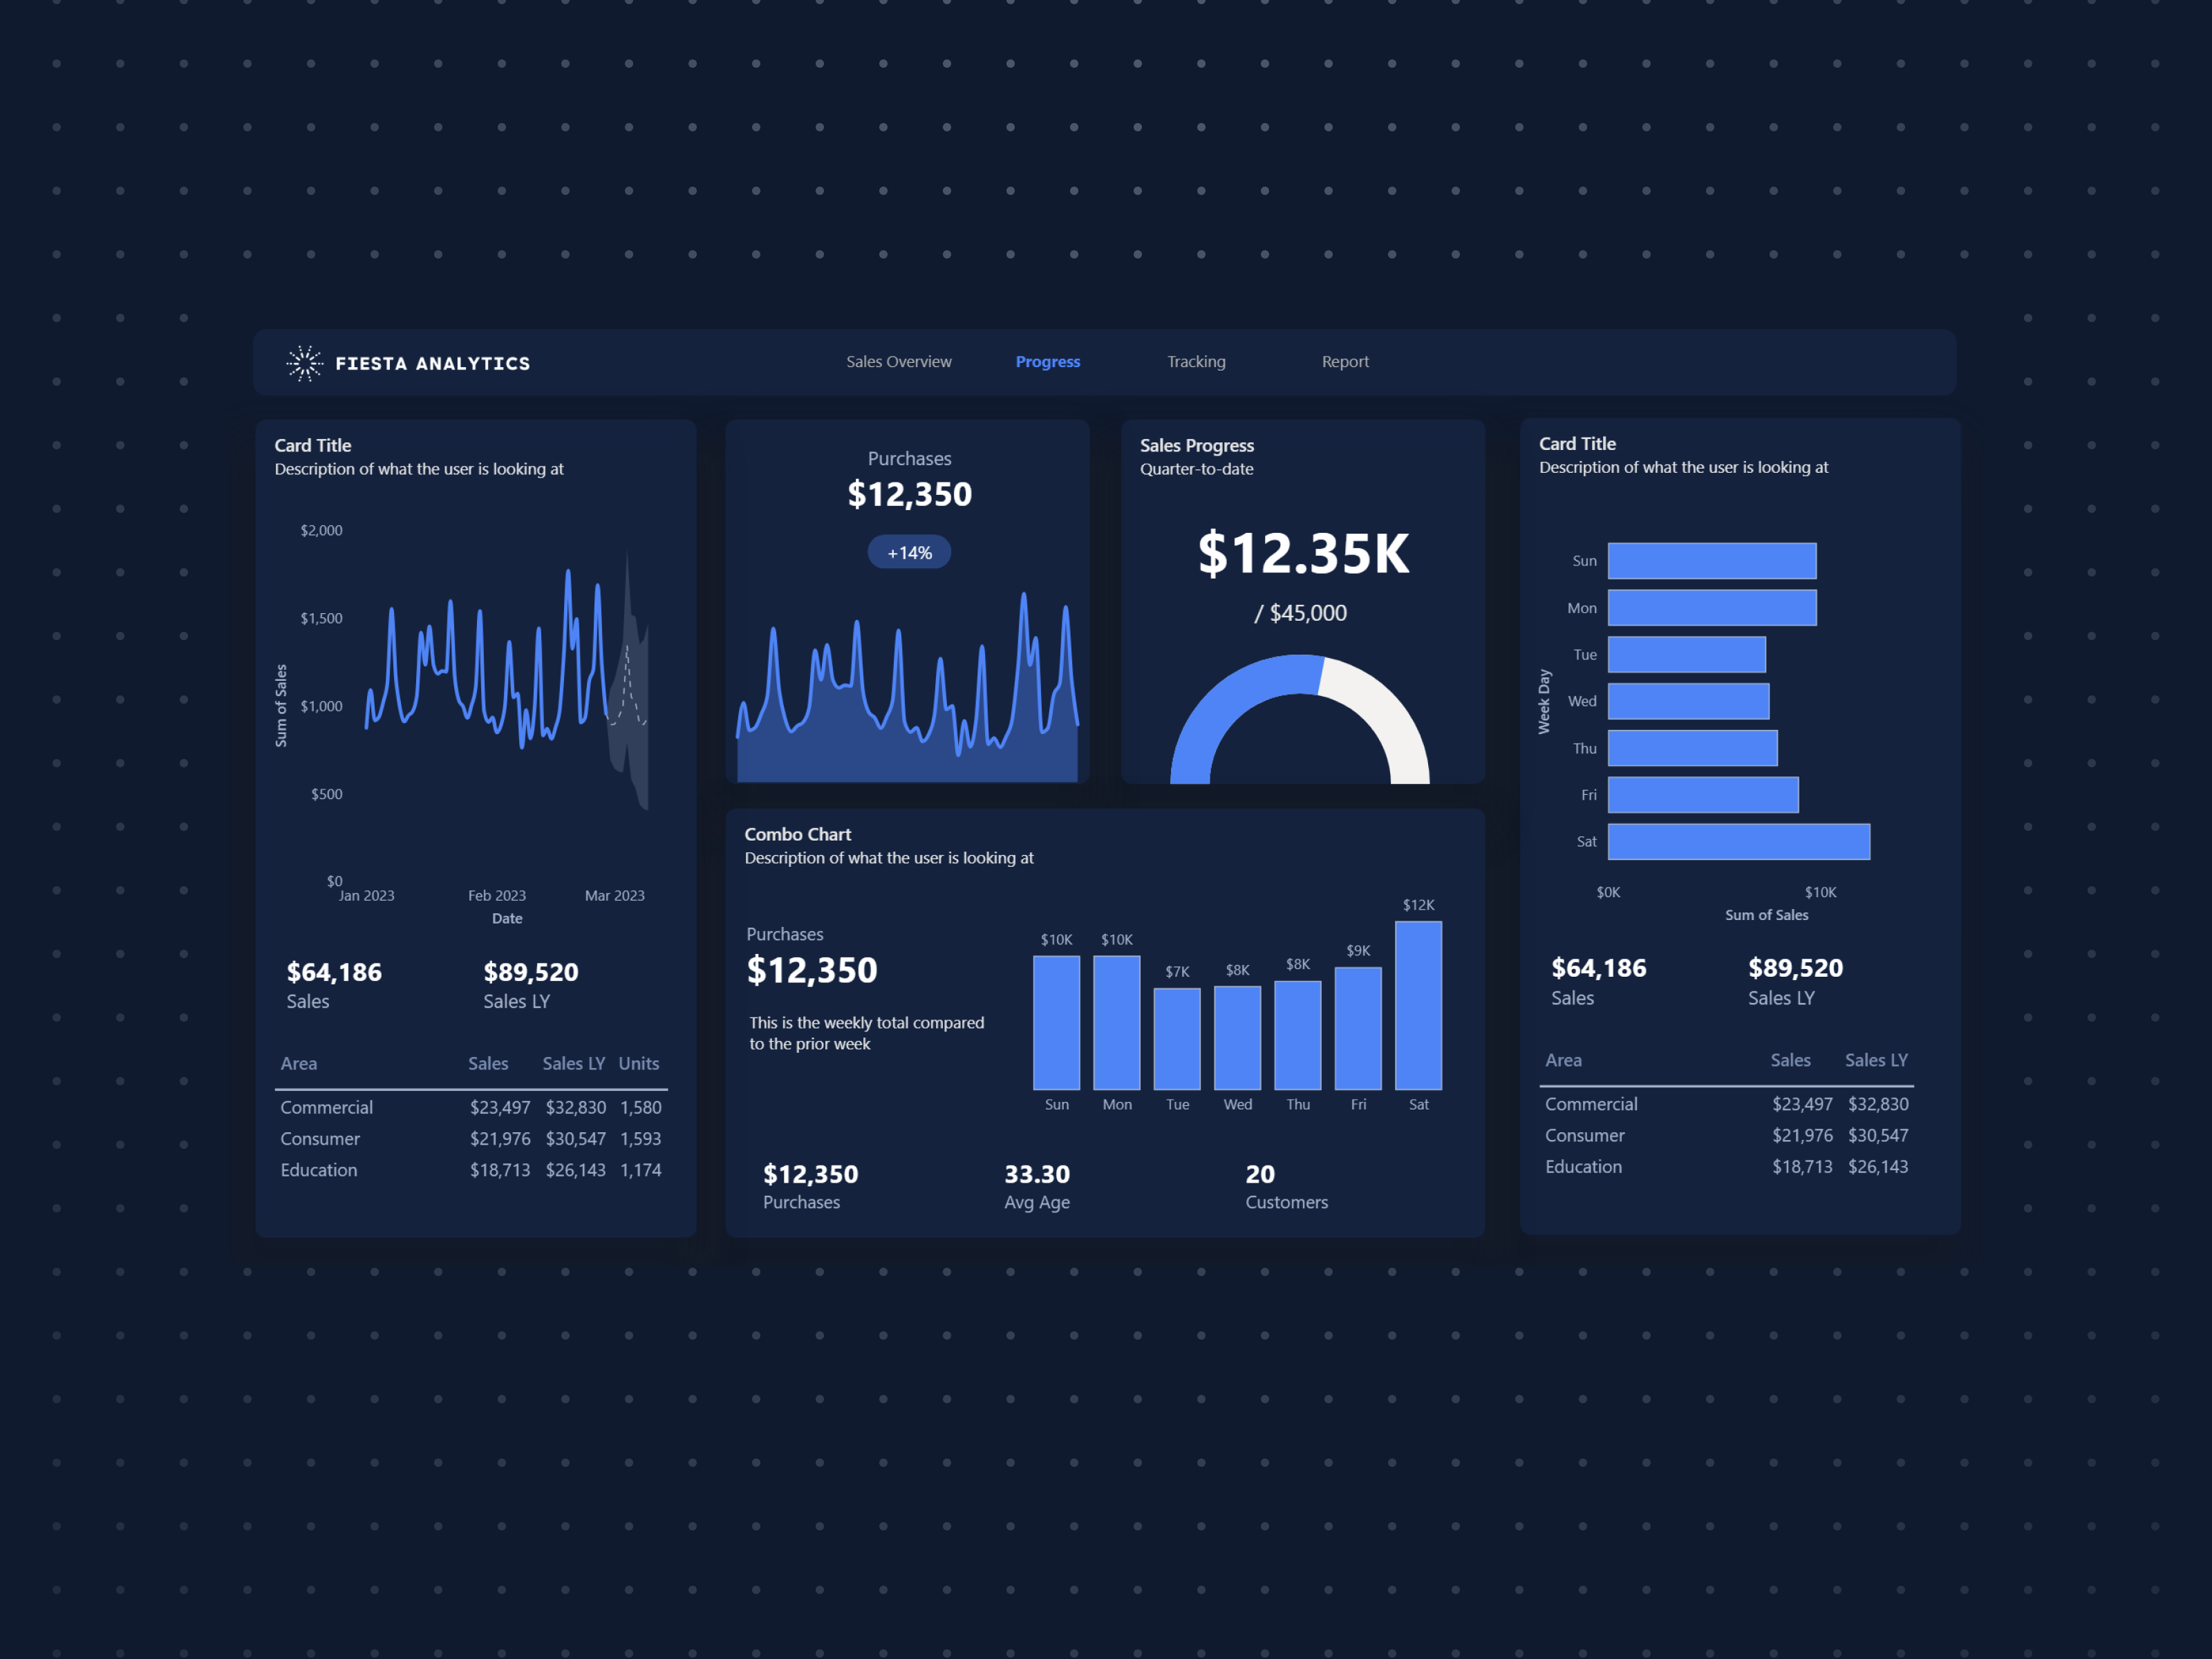 FIESTA ANALYTICS
Sales Overview
Progress
Tracking
Report
Card Title
Description of what the user is looking at
Sum of Sales
$2,000
$1,500
$1,000
$500
$0
Jan 2023
Feb 2023
Mar 2023
Date
$64,186
Sales
$89,520
Sales LY
Area Sales Sales LY Units
Commercial $23,497 $32,830 1,580
Consumer $21,976 $30,547 1,593
Education $18,713 $26,143 1,174
Purchases
$12,350
+14%
Sales Progress
Quarter-to-date
$12.35K
/ $45,000
Combo Chart
Description of what the user is looking at
Purchases
$12,350
This is the weekly total compared
to the prior week
$10K
$10K
$7K
$8K
$8K
$9K
$12K
Sun
Mon
Tue
Wed
Thu
Fri
Sat
$12,350
Purchases
33.30
Avg Age
20
Customers
Card Title
Description of what the user is looking at
Week Day
Sun
Mon
Tue
Wed
Thu
Fri
Sat
$0K
$10K
Sum of Sales
$64,186
Sales
$89,520
Sales LY
Area Sales Sales LY
Commercial $23,497 $32,830
Consumer $21,976 $30,547
Education $18,713 $26,143